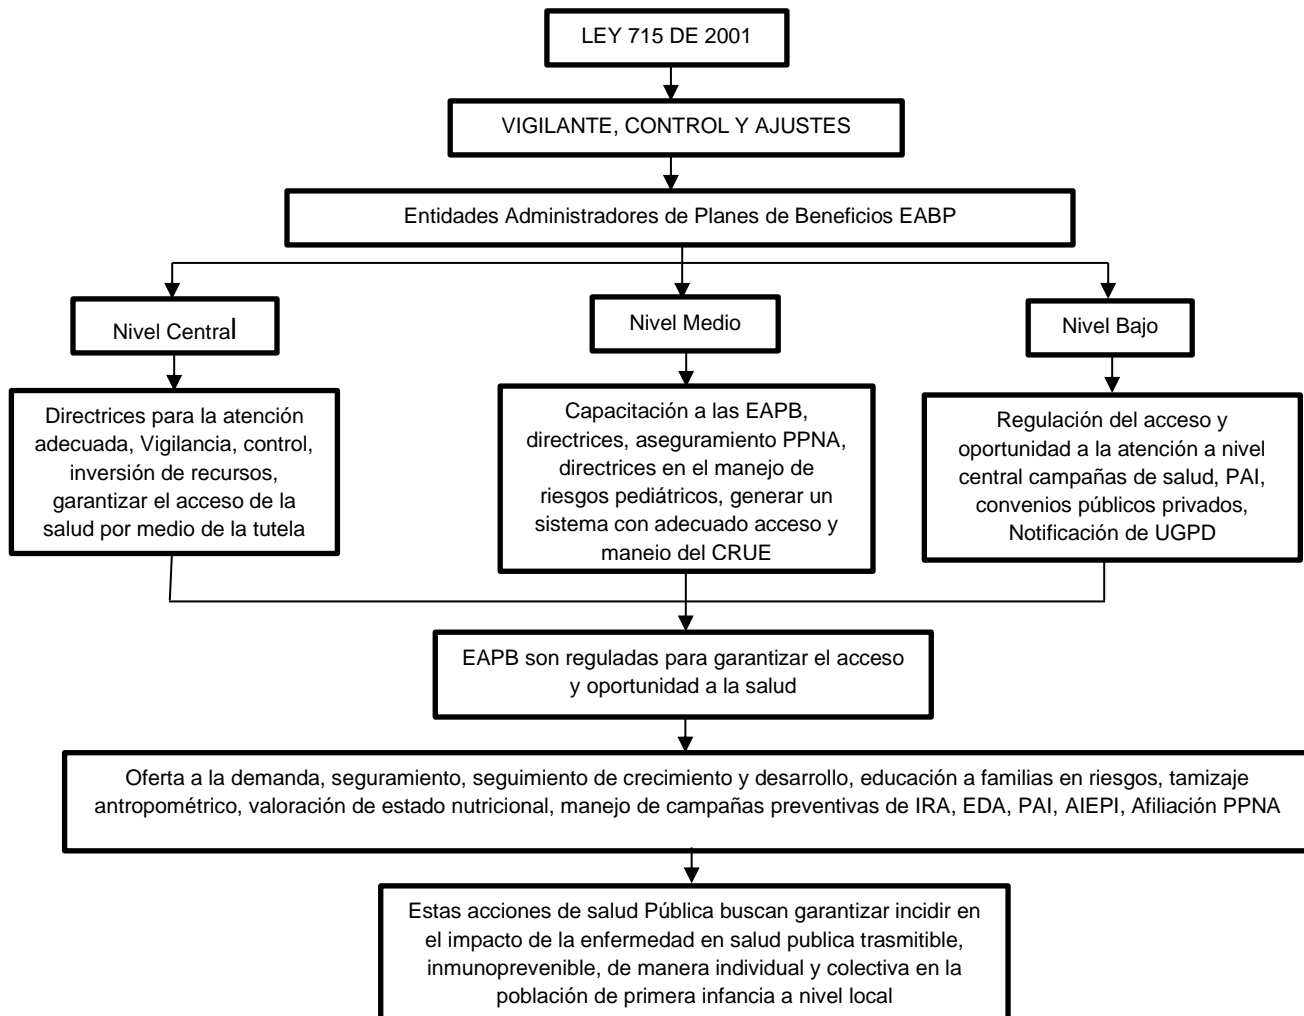 LEY 715 DE 2001
VIGILANTE, CONTROL Y AJUSTES
Entidades Administradores de Planes de Beneficios EABP
Nivel Central
Nivel Medio
Nivel Bajo
Directrices para la atención
adecuada, Vigilancia, control,
inversión de recursos,
garantizar el acceso de la
salud por medio de la tutela
Capacitación a las EAPB,
directrices, aseguramiento PPNA,
directrices en el manejo de
riesgos pediátricos, generar un
sistema con adecuado acceso y
manejo del CRUE
Regulación del acceso y
oportunidad a la atención a nivel
central campañas de salud, PAI,
convenios públicos privados,
Notificación de UGPD
EAPB son reguladas para garantizar el acceso
y oportunidad a la salud
Oferta a la demanda, seguramiento, seguimiento de crecimiento y desarrollo, educación a familias en riesgos, tamizaje
antropométrico, valoración de estado nutricional, manejo de campañas preventivas de IRA, EDA, PAI, AIEPI, Afiliación PPNA
Estas acciones de salud Pública buscan garantizar incidir en
el impacto de la enfermedad en salud publica trasmitible,
inmunoprevenible, de manera individual y colectiva en la
población de primera infancia a nivel local